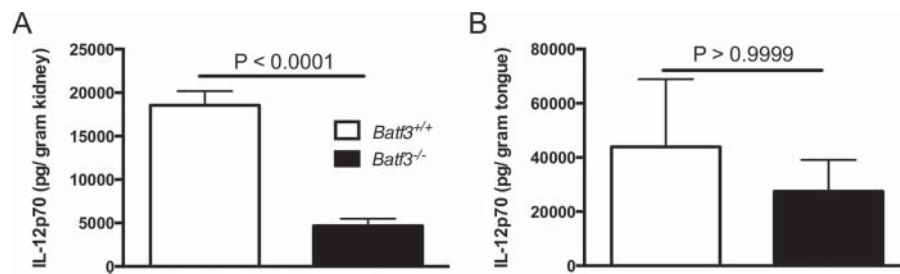 A
IL-12p70 (pg/ gram kidney)
25000
20000
15000
10000
5000
0
P < 0.0001
Batf3+/+
Batf3-/-
B
IL-12p70 (pg/ gram tongue)
80000
60000
40000
20000
0
P > 0.9999